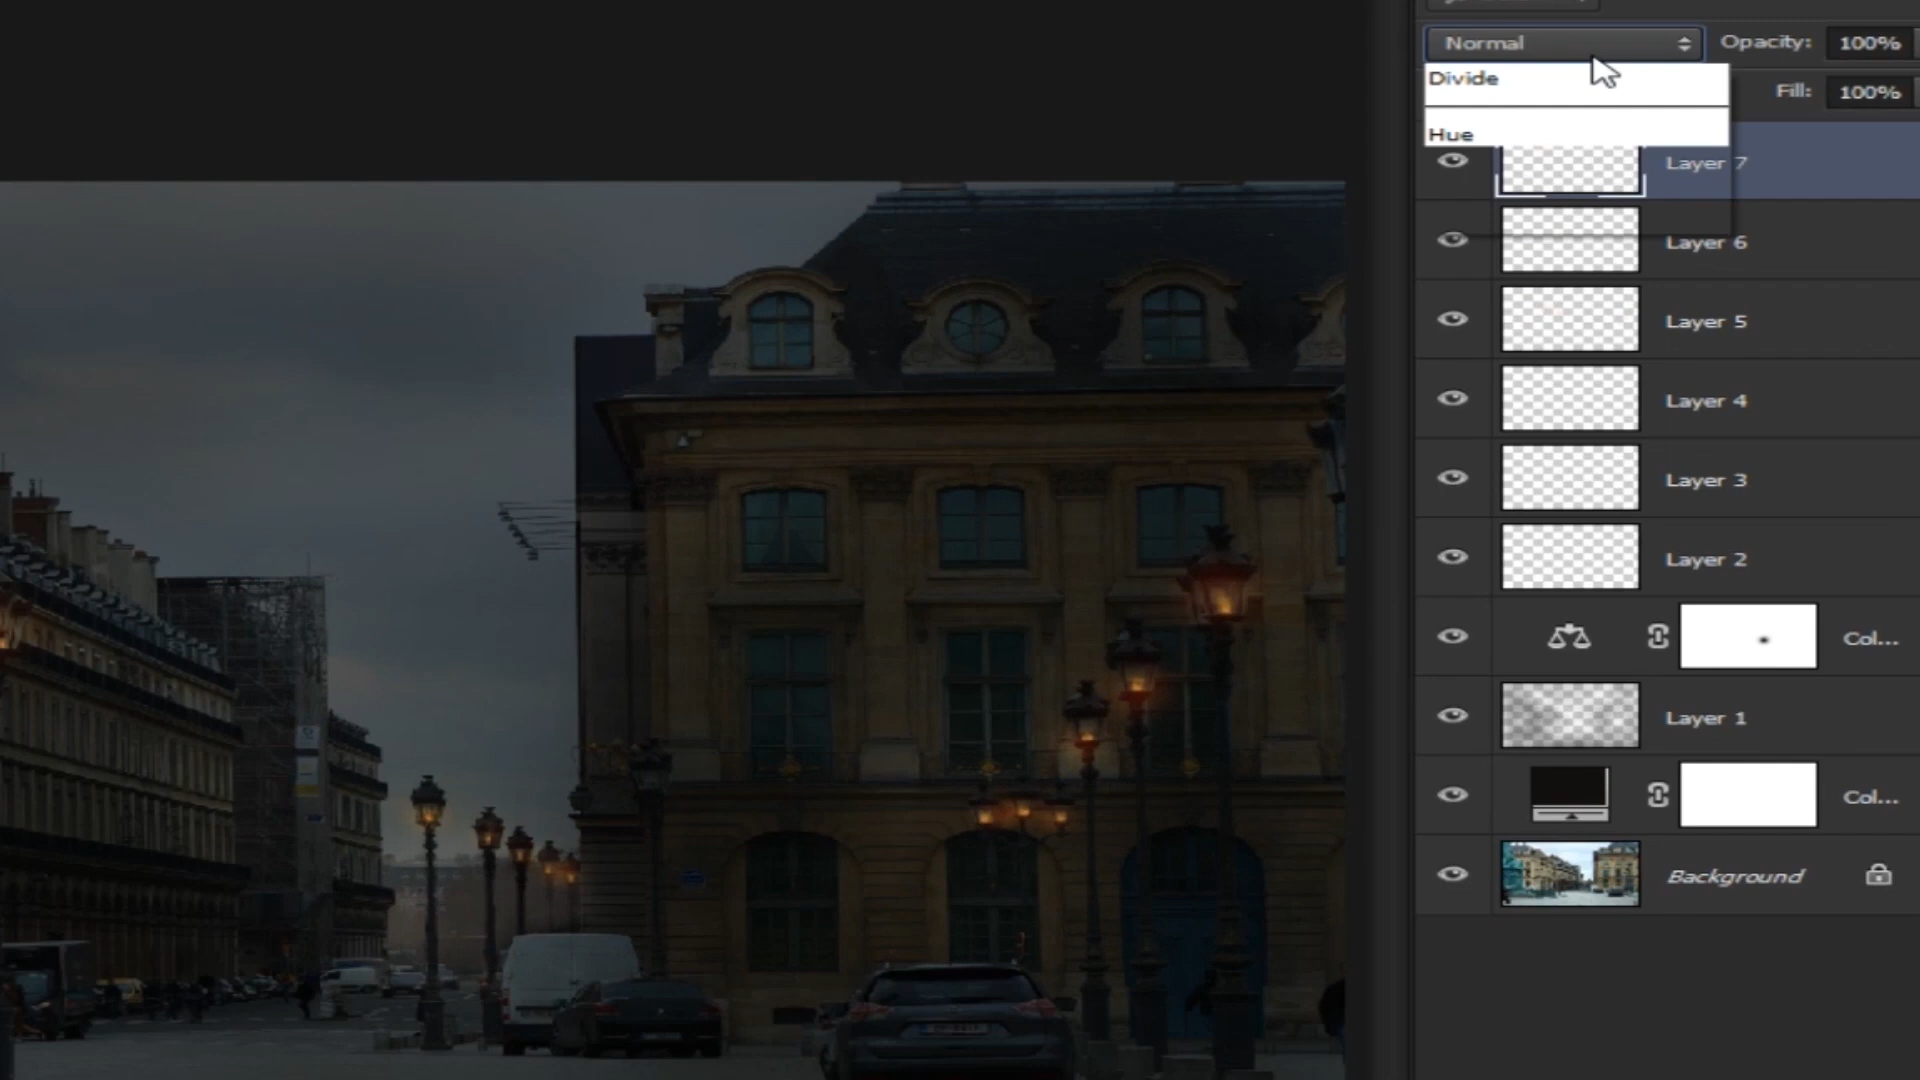 Normal
Opacity: 100%
Divide
Fill: 100%
Hue
Layer 7
Layer 6
Layer 5
Layer 4
Layer 3
Layer 2
Col...
Layer 1
Col...
Background